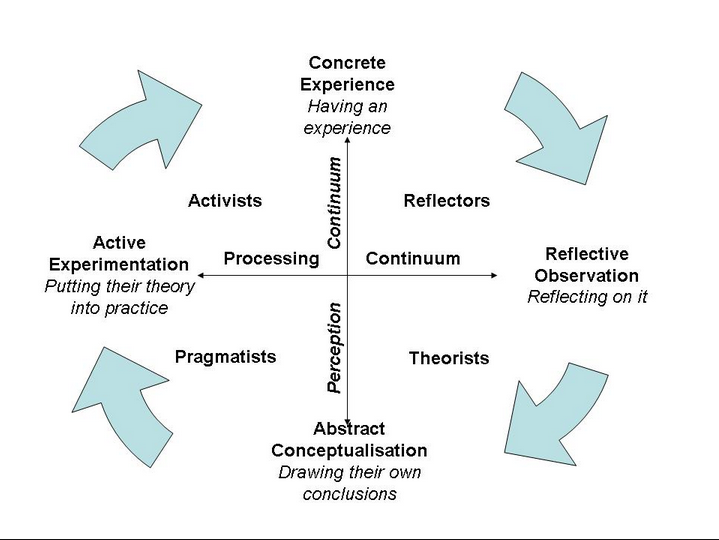 Concrete
Experience
Having an
experience
Continuum
Activists
Reflectors
Active
Experimentation
Putting their theory
into practice
Processing
Continuum
Reflective
Observation
Reflecting on it
Perception
Pragmatists
Theorists
Abstract
Conceptualisation
Drawing their own
conclusions